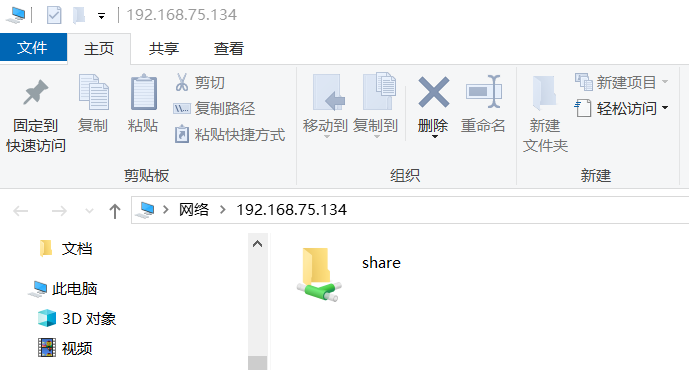 192.168.75.134
文件 主页 共享 查看
固定到
快速访问
复制
粘贴
剪切
复制路径
粘贴快捷方式
剪贴板
移动到 复制到
删除 重命名
组织
新建
文件夹
新建项目
轻松访问
新建
网络 192.168.75.134
文档
此电脑
3D 对象
视频
share